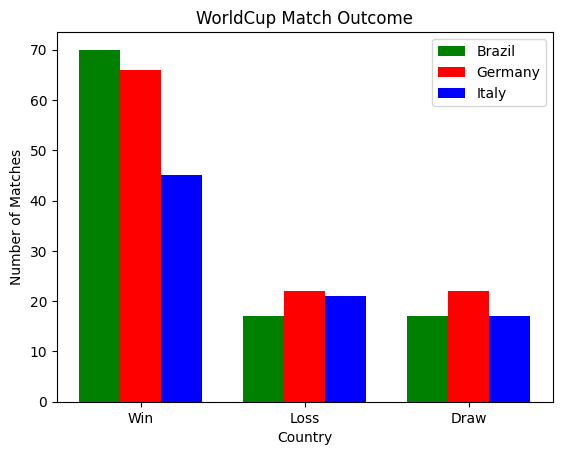 WorldCup Match Outcome
Brazil
Germany
Italy
Number of Matches
70
60
50
40
30
20
10
0
Win Loss Draw
Country